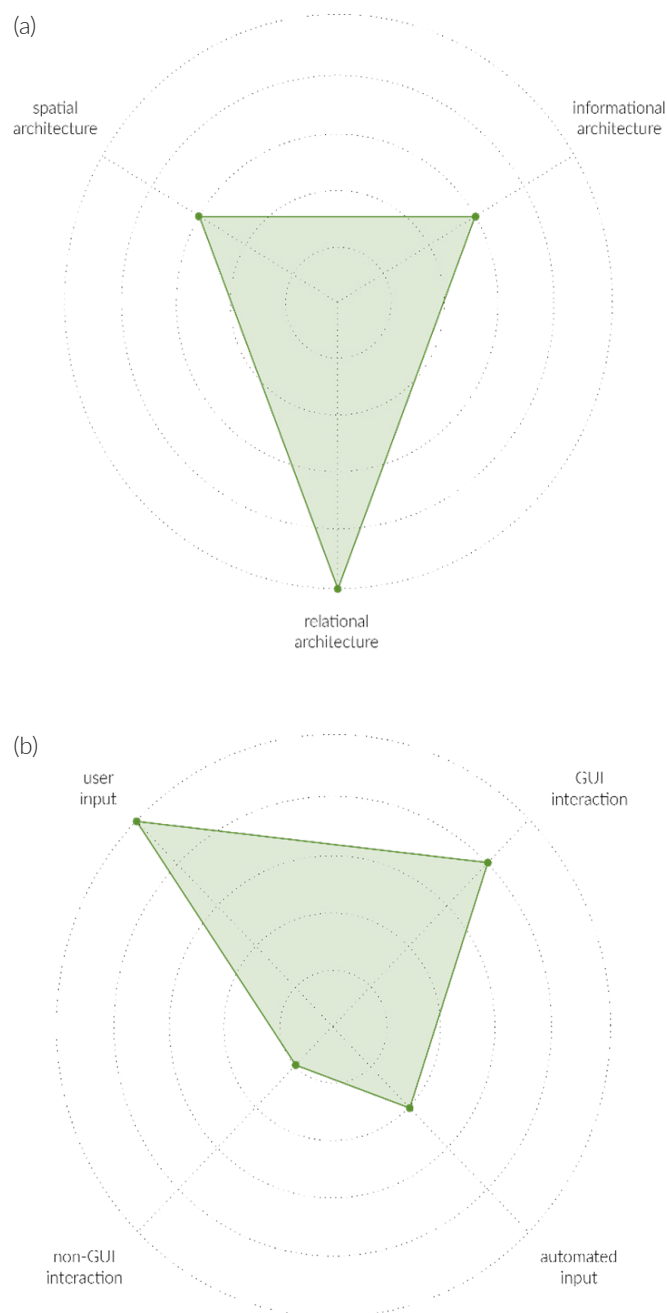 (a)
spatial
architecture
informational
architecture
relational
architecture
(b)
user
input
GUI
interaction
non-GUI
interaction
automated
input